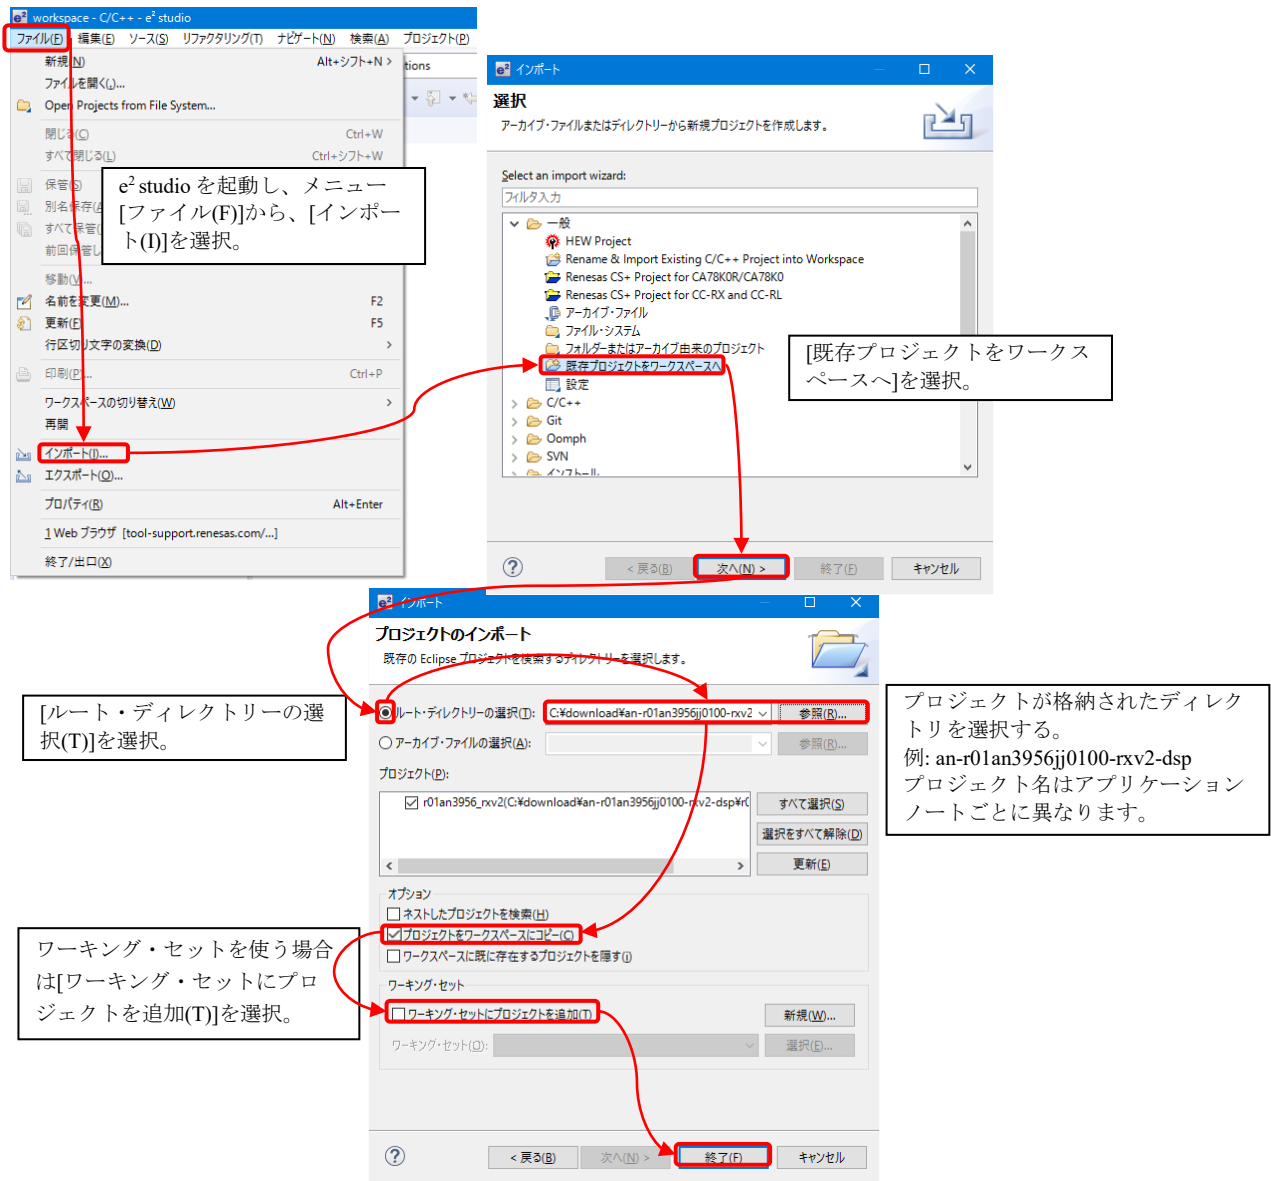 workspace - C/C++ - e² studio
ファイル(F) 編集(E) ソース(S) リファクタリング(T) ナビゲート(N) 検索(A) プロジェクト(P)
新規(N) Alt+シフト+N >
ファイルを開く(.)...
Open Projects from File System...
閉じる(C) Ctrl+W
すべて閉じる(L) Ctrl+シフト+W
保管(S)
別名保存(A
すべて保管(
前回保管し
移動(V)...
名前を変更(M)... F2
更新(F) F5
行区切り文字の変換(D) >
印刷(P)... Ctrl+P
ワークスペースの切り替え(W) >
再開
インポート(I)...
エクスポート(O)...
プロパティ(R) Alt+Enter
1 Web ブラウザ [tool-support.renesas.com/...]
終了/出口(X)
tions
e² studio を起動し、メニュー
[ファイル(F)]から、[インポー
ト(I)]を選択。
e² インポート
選択
アーカイブ・ファイルまたはディレクトリーから新規プロジェクトを作成します。
Select an import wizard:
フィルタ入力
一般
HEW Project
Rename & Import Existing C/C++ Project into Workspace
Renesas CS+ Project for CA78K0R/CA78K0
Renesas CS+ Project for CC-RX and CC-RL
アーカイブ・ファイル
ファイル・システム
フォルダーまたはアーカイブ由来のプロジェクト
既存プロジェクトをワークスペースへ
設定
C/C++
Git
Oomph
SVN
インストール
< 戻る(B) 次へ(N) > 終了(F) キャンセル
[既存プロジェクトをワークス
ペースへ]を選択。
e² インポート
プロジェクトのインポート
既存の Eclipse プロジェクトを検索するディレクトリーを選択します。
ルート・ディレクトリーの選択(T): C:¥download¥an-r01an3956jj0100-rxv2 参照(R)...
アーカイブ・ファイルの選択(A): 参照(R)...
プロジェクト(P):
r01an3956_rxv2(C:¥download¥an-r01an3956jj0100-rxv2-dsp¥r( すべて選択(S)
選択をすべて解除(D)
更新(E)
オプション
ネストしたプロジェクトを検索(H)
プロジェクトをワークスペースにコピー(C)
ワークスペースに既に存在するプロジェクトを隠す(i)
ワーキング・セット
ワーキング・セットにプロジェクトを追加(T) 新規(W)...
ワーキング・セット(O): 選択(E)...
< 戻る(B) 次へ(N) > 終了(F) キャンセル
[ルート・ディレクトリーの選
択(T)]を選択。
プロジェクトが格納されたディレク
トリを選択する。
例: an-r01an3956jj0100-rxv2-dsp
プロジェクト名はアプリケーション
ノートごとに異なります。
ワーキング・セットを使う場合
は[ワーキング・セットにプロ
ジェクトを追加(T)]を選択。